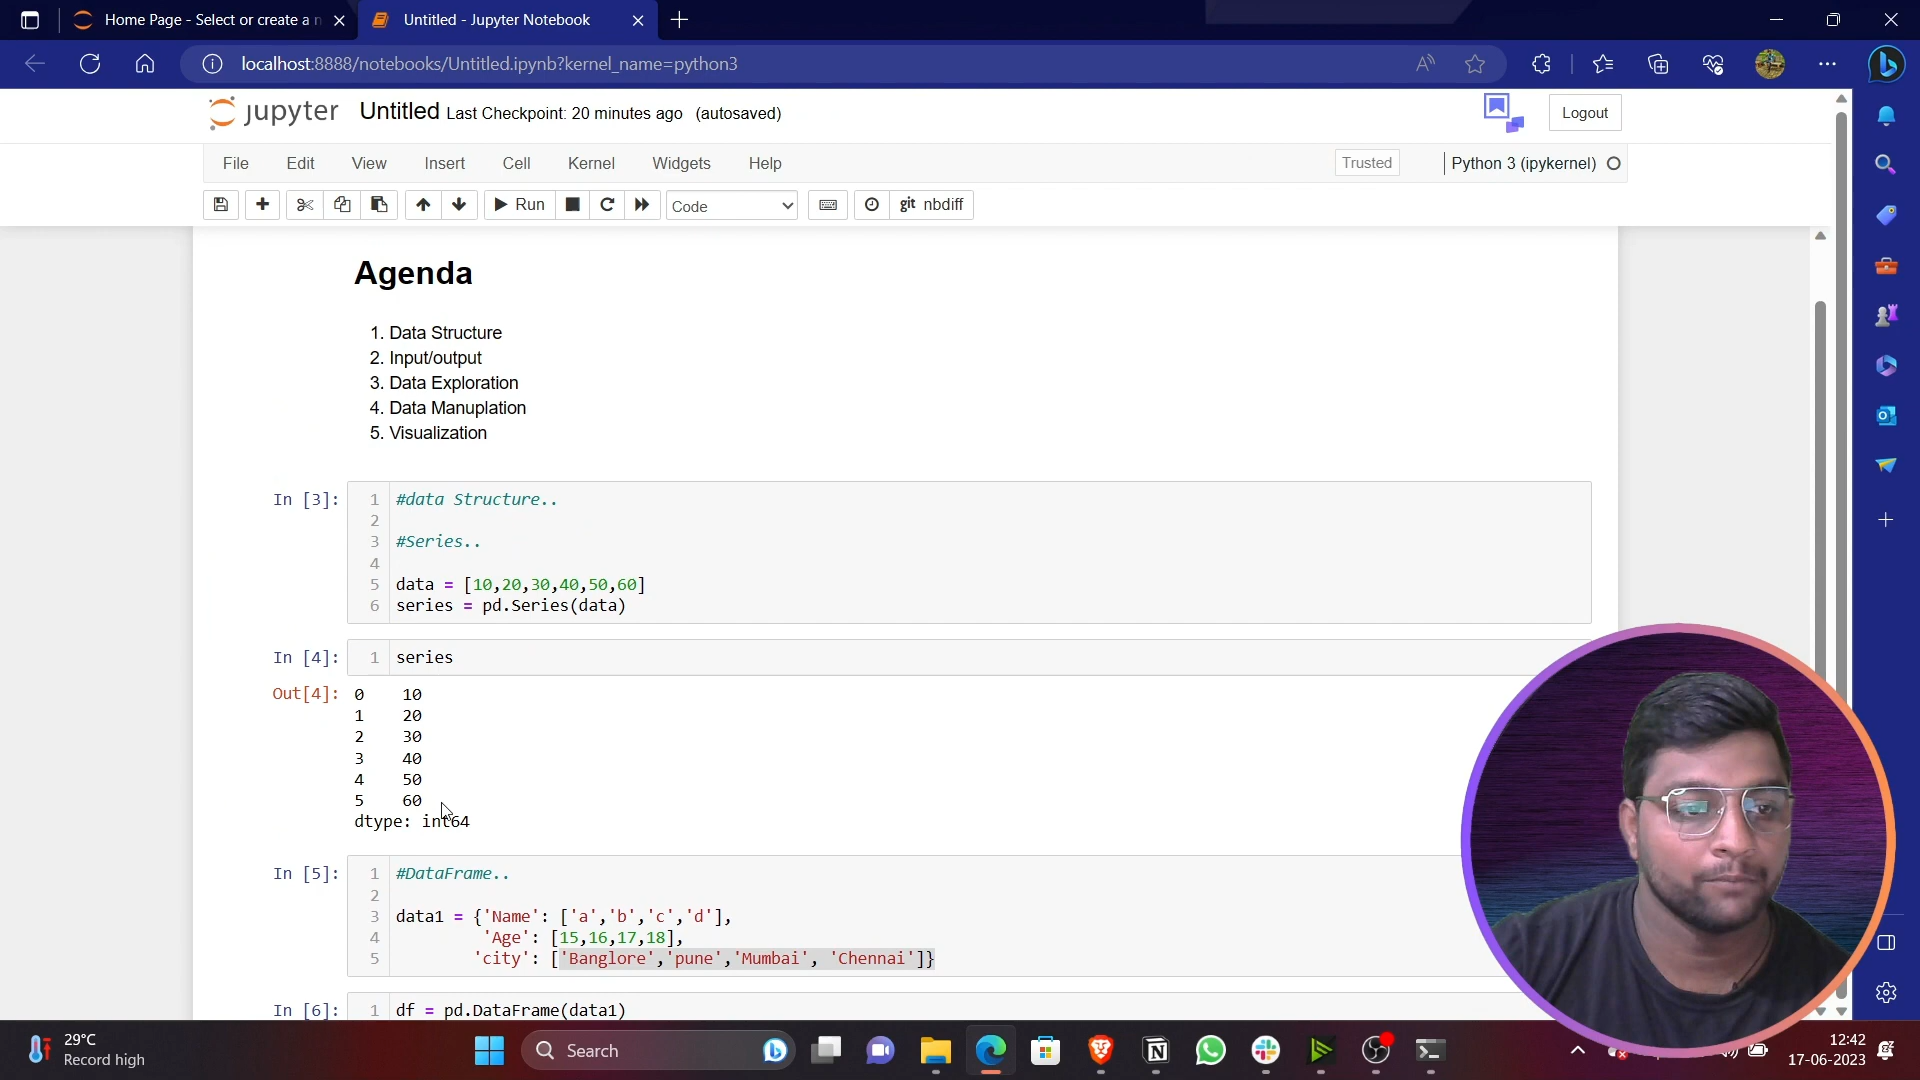 Home Page - Select or create a n
Untitled - Jupyter Notebook
localhost:8888/notebooks/Untitled.ipynb?kernel_name=python3
jupyter Untitled Last Checkpoint: 20 minutes ago (autosaved)
Logout
File Edit View Insert Cell Kernel Widgets Help
Trusted
Python 3 (ipykernel)
Run
Code
git nbdiff
Agenda
1. Data Structure
2. Input/output
3. Data Exploration
4. Data Manuplation
5. Visualization
In [3]:
1 #data Structure..
2
3 #Series..
4
5 data = [10,20,30,40,50,60]
6 series = pd.Series(data)
In [4]: 1 series
Out[4]: 0 10
1 20
2 30
3 40
4 50
5 60
dtype: int64
In [5]: 1 #DataFrame..
2
3 data1 = {'Name': ['a','b','c','d'],
4 'Age': [15,16,17,18],
5 'city': ['Banglore','pune','Mumbai', 'Chennai']}
In [6]: 1 df = pd.DataFrame(data1)
29°C
Record high
Search
12:42
17-06-2023